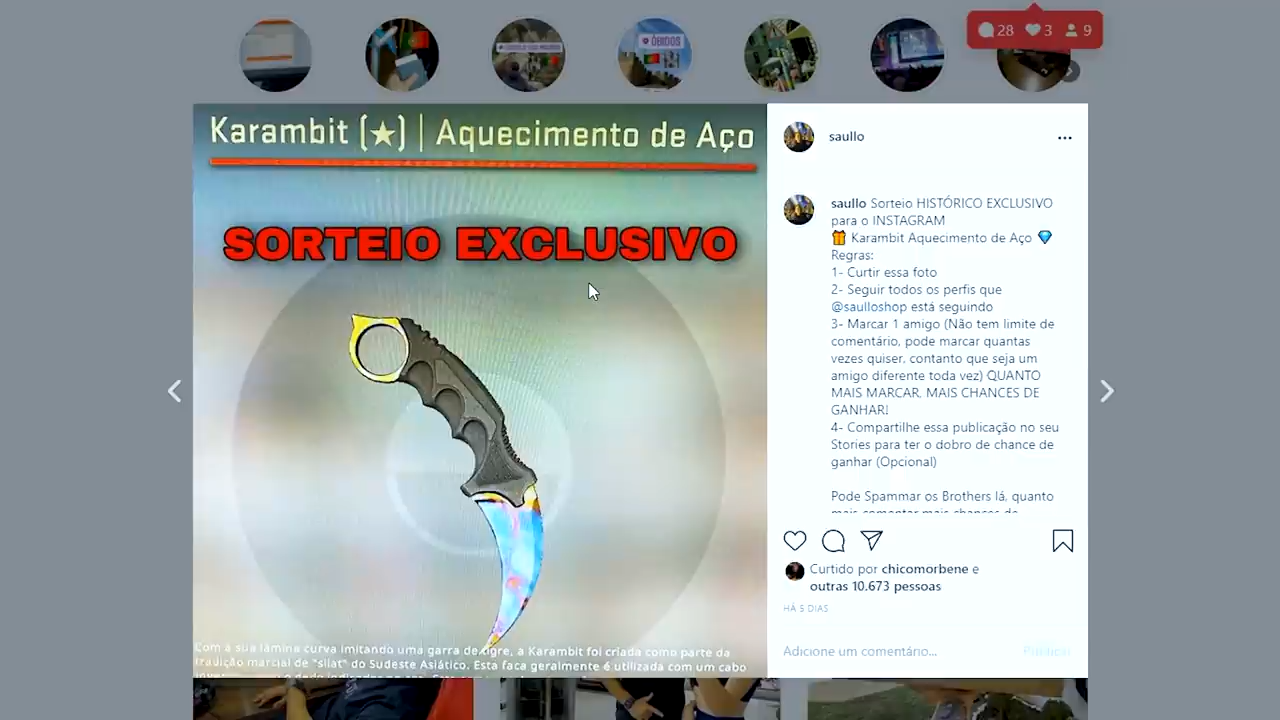 ÓBIDOS
28 3 9
Karambit (★) | Aquecimento de Aço
SORTEIO EXCLUSIVO
Com a sua lâmina curva imitando uma garra de tigre, a Karambit foi criada como parte da
tradição marcial de "silat" do Sudeste Asiático. Esta faca geralmente é utilizada com um cabo
saullo
saullo Sorteio HISTÓRICO EXCLUSIVO
para o INSTAGRAM
🎁 Karambit Aquecimento de Aço 💎
Regras:
1- Curtir essa foto
2- Seguir todos os perfis que
@saulloshop está seguindo
3- Marcar 1 amigo (Não tem limite de
comentário, pode marcar quantas
vezes quiser, contanto que seja um
amigo diferente toda vez) QUANTO
MAIS MARCAR, MAIS CHANCES DE
GANHAR!
4- Compartilhe essa publicação no seu
Stories para ter o dobro de chance de
ganhar (Opcional)
Pode Spammar os Brothers lá, quanto
mais comentar mais chances de
Curtido por chicomorbene e
outras 10.673 pessoas
HÁ 5 DIAS
Adicione um comentário... Publicar